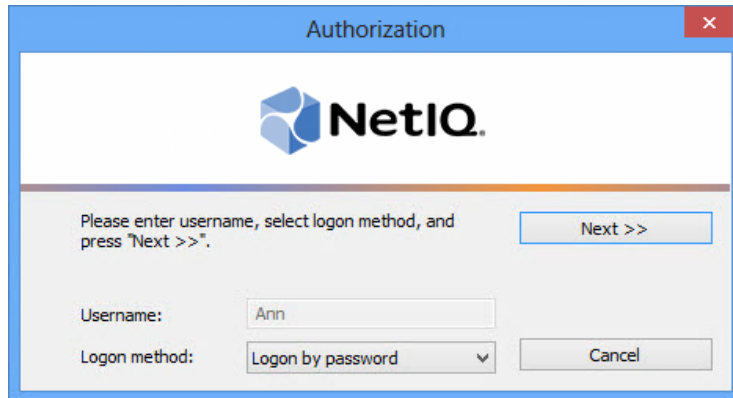 Authorization
NetIQ.
Please enter username, select logon method, and
press "Next >>".
Next >>
Username:
Ann
Logon method:
Logon by password
Cancel